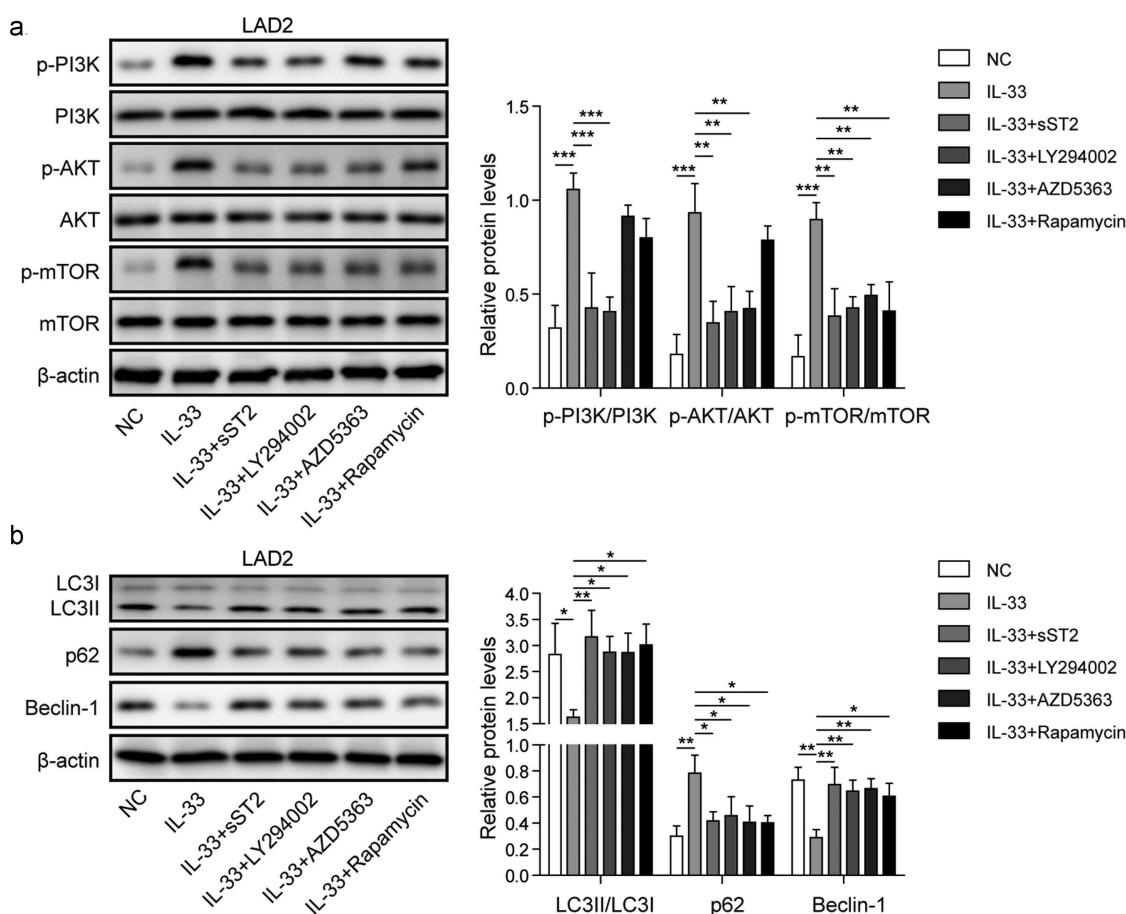 a
LAD2
p-PI3K
PI3K
p-AKT
AKT
p-mTOR
mTOR
β-actin
NC
IL-33
IL-33+sST2
IL-33+LY294002
IL-33+AZD5363
IL-33+Rapamycin
Relative protein levels
1.5
1.0
0.5
0.0
***
***
***
***
**
**
**
***
**
**
**
**
p-PI3K/PI3K
p-AKT/AKT
p-mTOR/mTOR
NC
IL-33
IL-33+sST2
IL-33+LY294002
IL-33+AZD5363
IL-33+Rapamycin
b
LAD2
LC3I
LC3II
p62
Beclin-1
β-actin
NC
IL-33
IL-33+sST2
IL-33+LY294002
IL-33+AZD5363
IL-33+Rapamycin
Relative protein levels
4.0
3.5
3.0
2.5
2.0
1.5
0.8
0.6
0.4
0.2
0.0
*
**
*
*
*
**
*
*
*
*
**
**
**
**
*
LC3II/LC3I
p62
Beclin-1
NC
IL-33
IL-33+sST2
IL-33+LY294002
IL-33+AZD5363
IL-33+Rapamycin